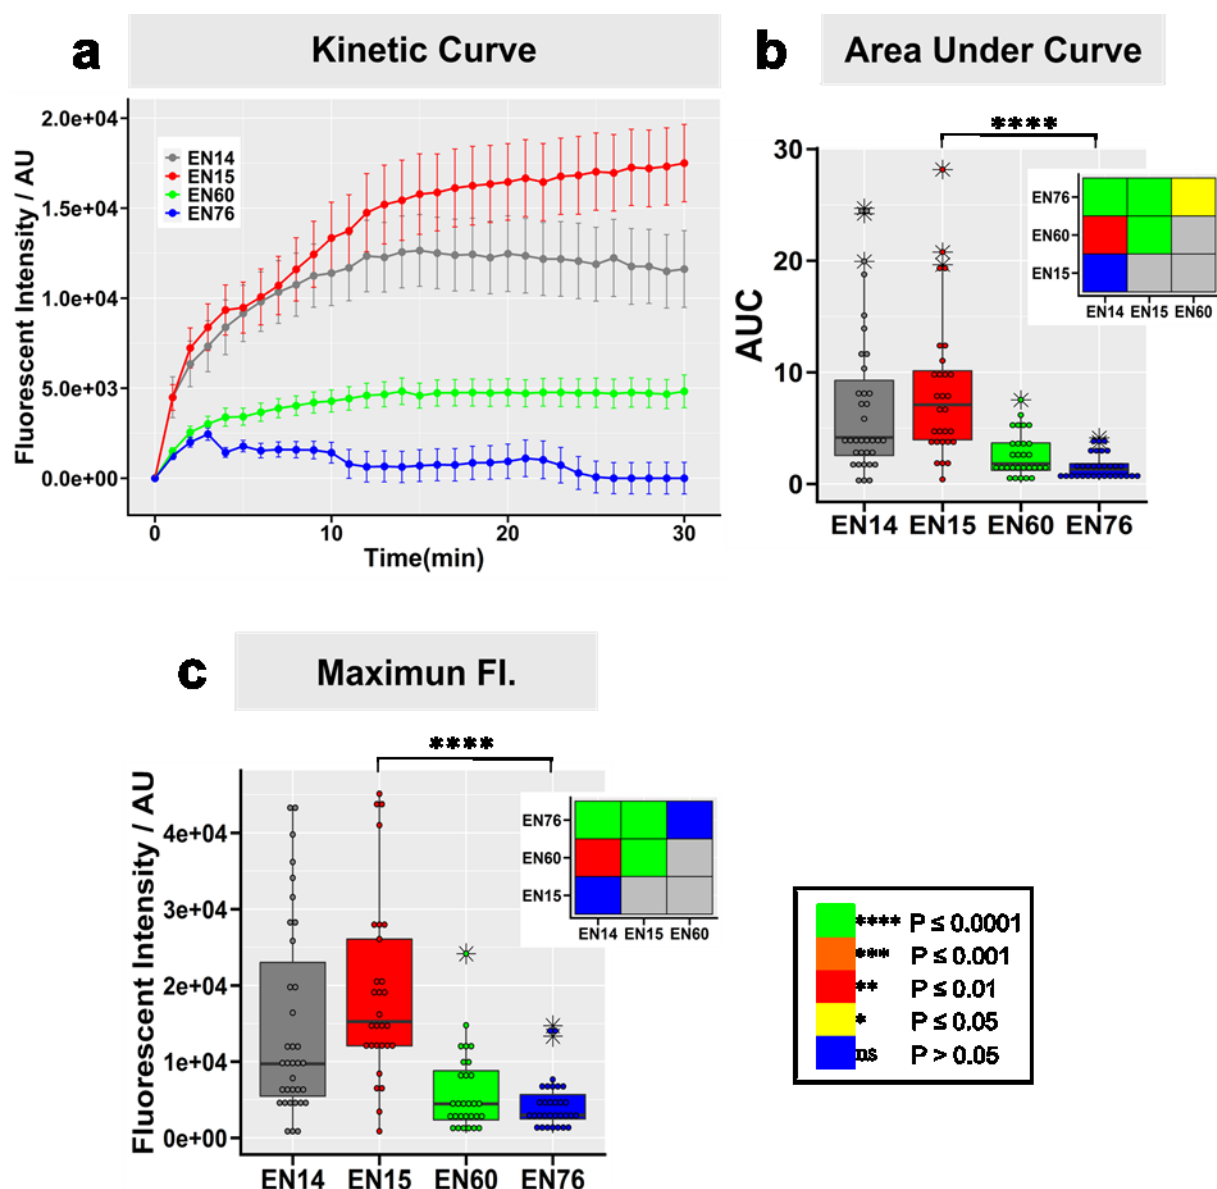 a
Kinetic Curve
Fluorescent Intensity / AU
2.0e+04
1.5e+04
1.0e+04
5.0e+03
0.0e+00
EN14
EN15
EN60
EN76
0
10
20
30
Time(min)
b
Area Under Curve
****
AUC
30
20
10
0
EN14
EN15
EN60
EN76
EN76
EN60
EN15
EN14
EN15
EN60
c
Maximun Fl.
****
Fluorescent Intensity / AU
4e+04
3e+04
2e+04
1e+04
0e+00
EN14
EN15
EN60
EN76
EN76
EN60
EN15
EN14
EN15
EN60
**** P ≤ 0.0001
*** P ≤ 0.001
** P ≤ 0.01
* P ≤ 0.05
ns P > 0.05